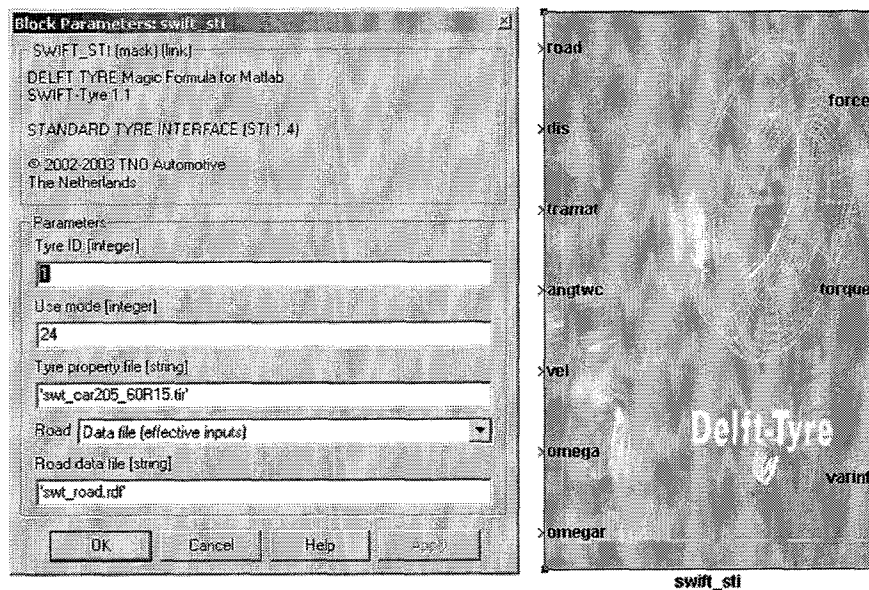 Block Parameters: swift_sti
SWIFT_STI (mask) (link)
DELFT TYRE Magic Formula for Matlab
SWIFT-Tyre 1.1
STANDARD TYRE INTERFACE (STI 1.4)
© 2002-2003 TNO Automotive
The Netherlands
Parameters
Tyre ID [integer]
1
Use mode [integer]
24
Tyre property file [string]
'swt_car205_60R15.tir'
Road Data file (effective inputs)
Road data file [string]
'swt_road.rdf'
OK Cancel Help Apply
road
force
dis
tramat
angtwc
torque
vel
Delft-Tyre
omega
varinf
omegar
swift_sti